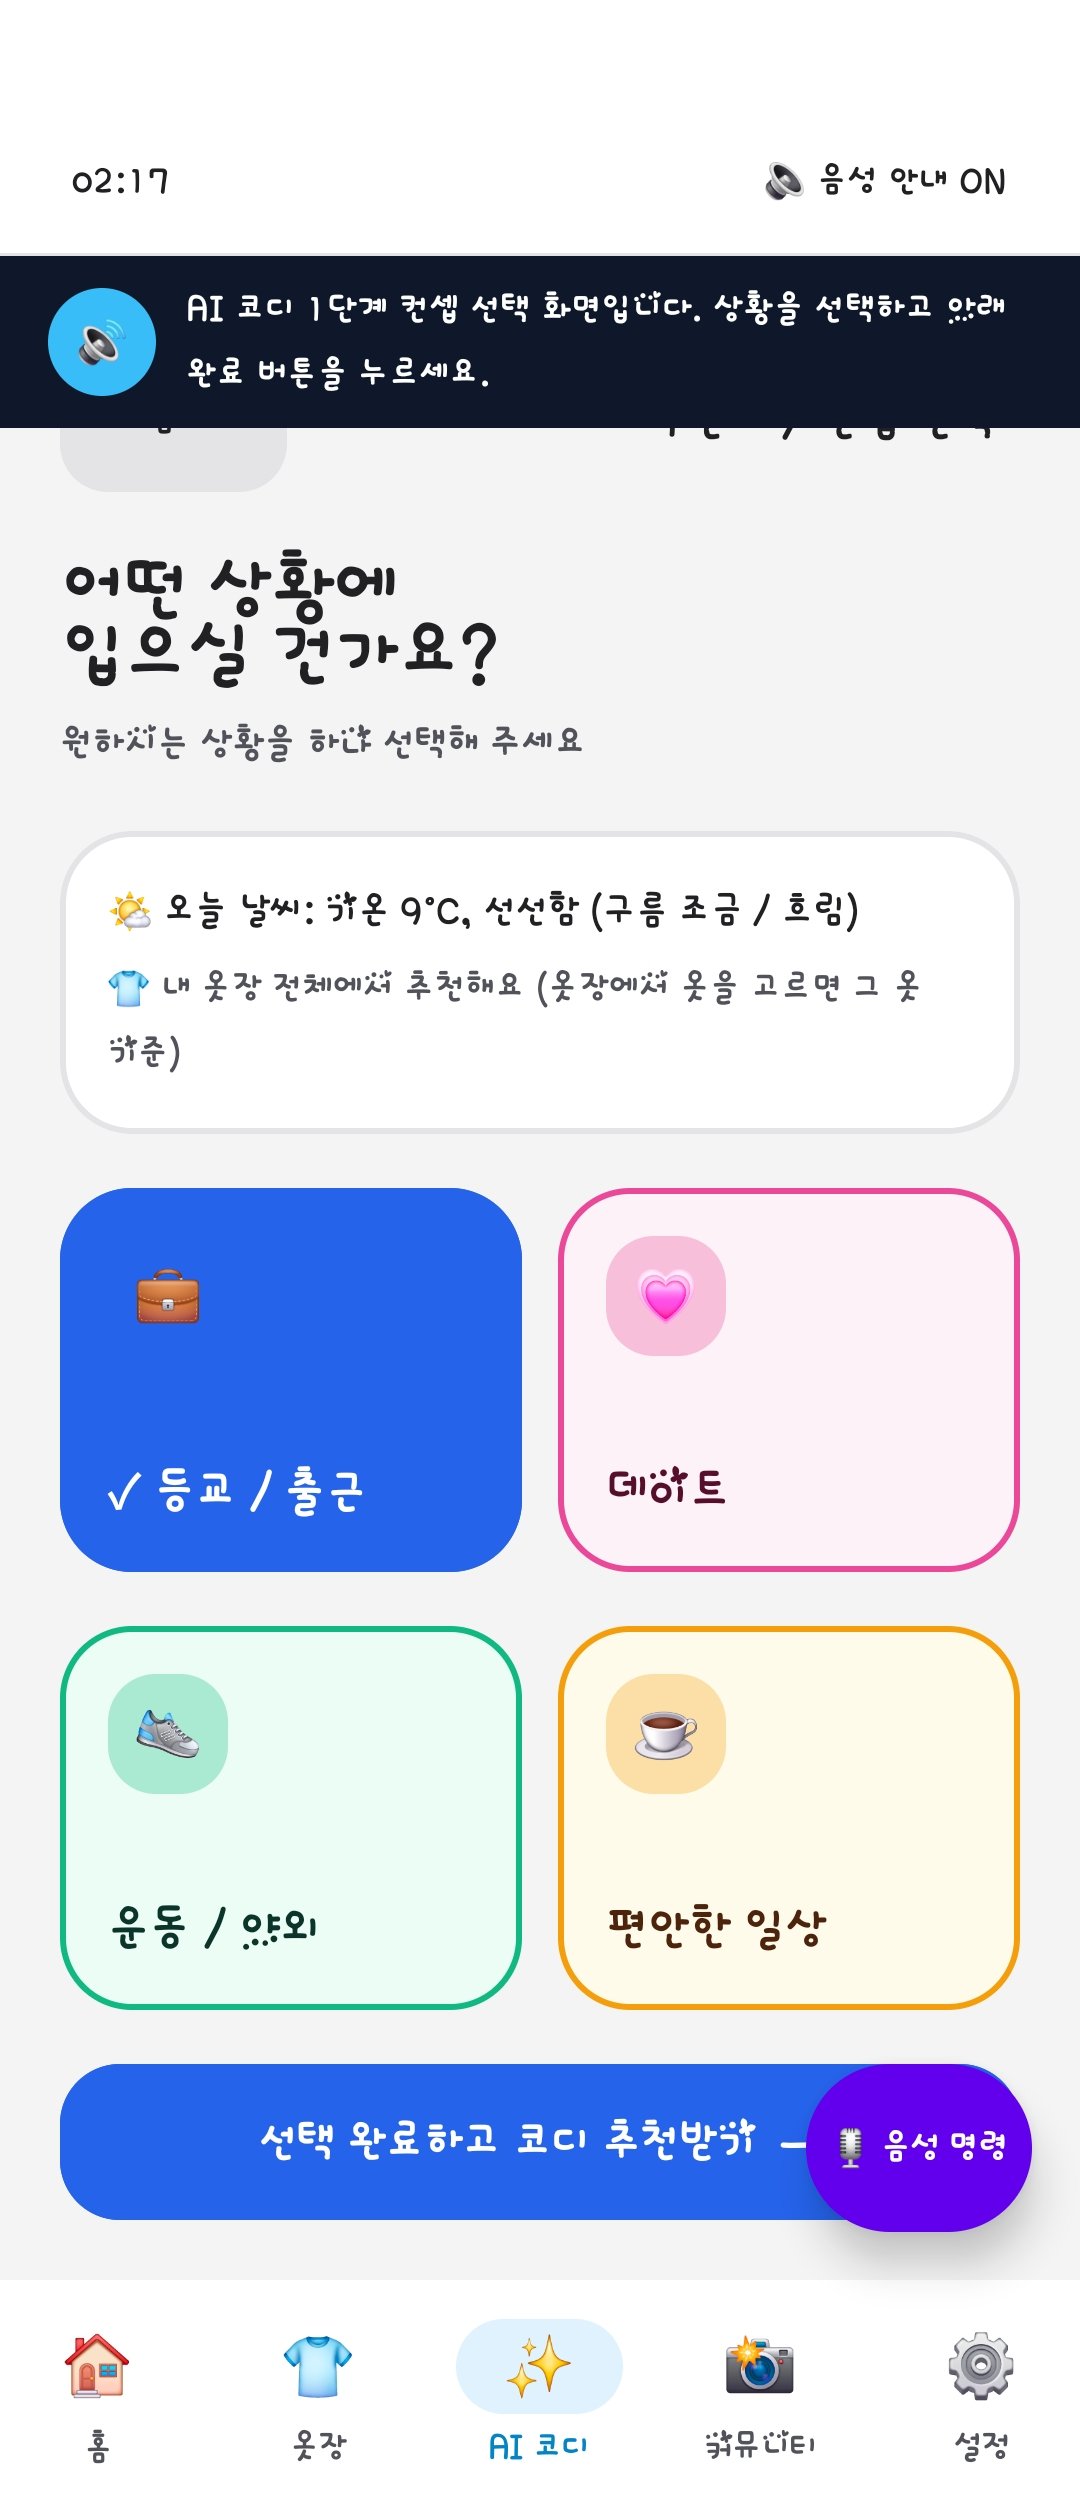 02:17
음성 안내 ON
AI 코디 1단계 컨셉 선택 화면입니다. 상황을 선택하고 아래
완료 버튼을 누르세요.
어떤 상황에
입으실 건가요?
원하시는 상황을 하나 선택해 주세요
오늘 날씨: 기온 9°C, 선선함 (구름 조금 / 흐림)
내 옷장 전체에서 추천해요 (옷장에서 옷을 고르면 그 옷
기준)
✓ 등교 / 출근
데이트
운동 / 야외
편안한 일상
선택 완료하고 코디 추천받기
음성 명령
홈
옷장
AI 코디
커뮤니티
설정